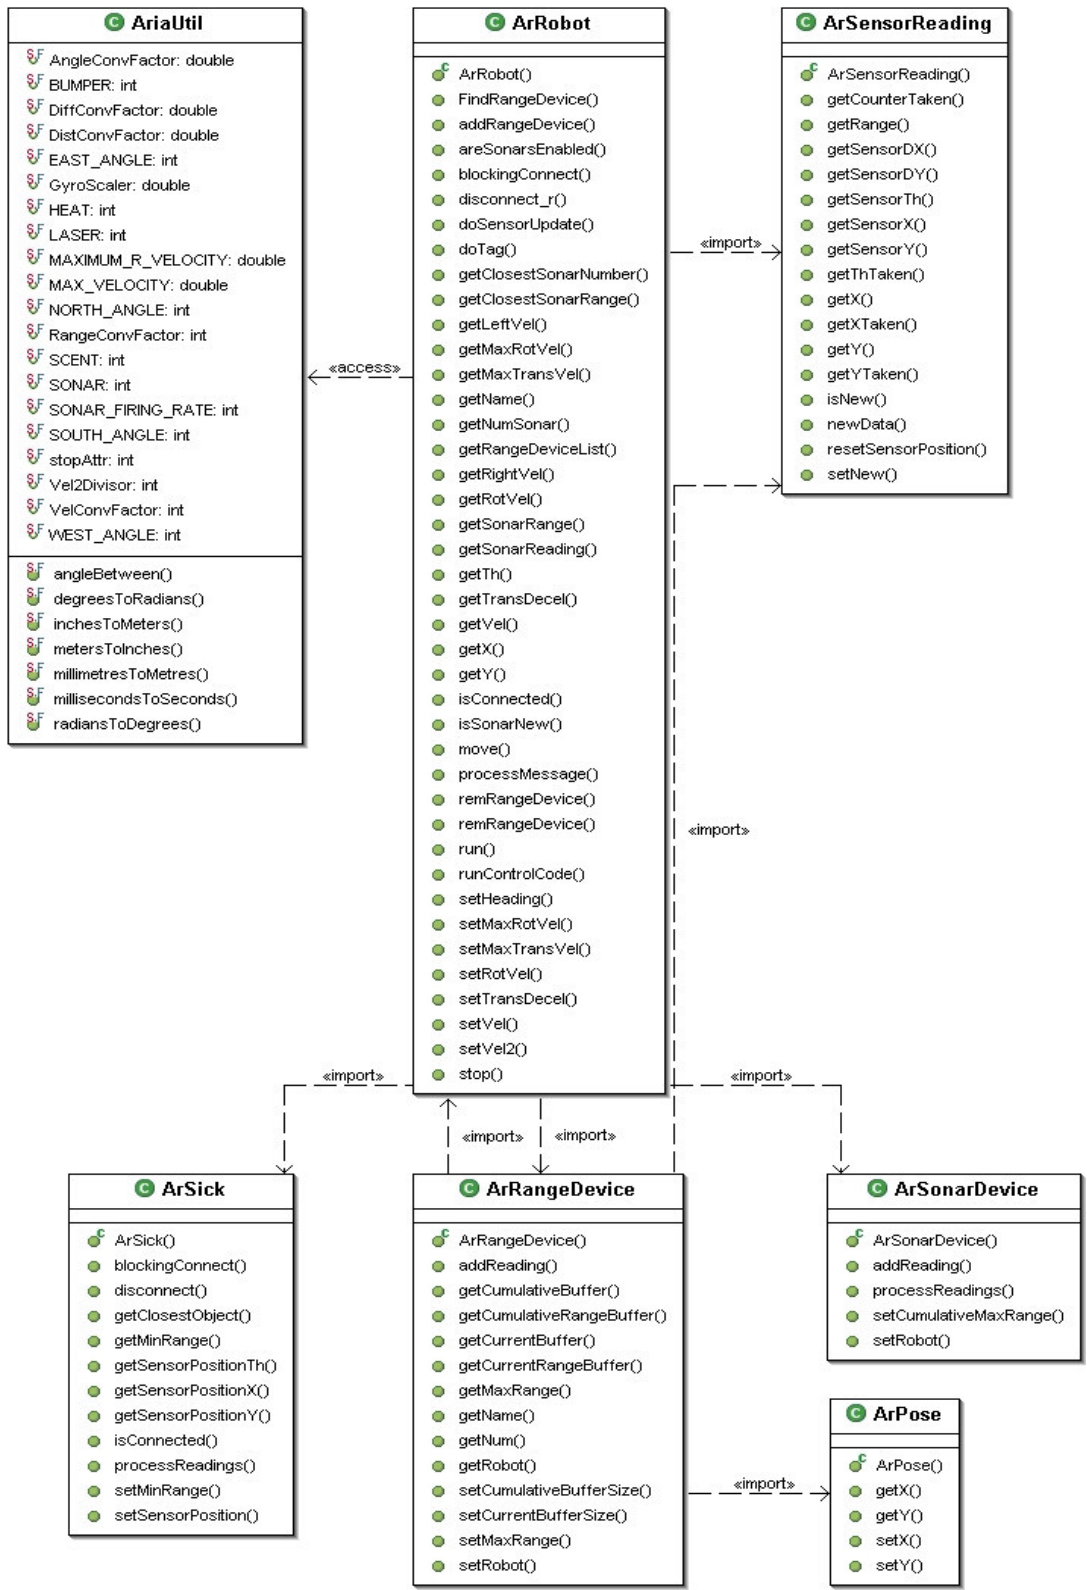 AriaUtil
AngleConvFactor: double
BUMPER: int
DiffConvFactor: double
DistConvFactor: double
EAST_ANGLE: int
GyroScaler: double
HEAT: int
LASER: int
MAXIMUM_R_VELOCITY: double
MAX_VELOCITY: double
NORTH_ANGLE: int
RangeConvFactor: int
SCENT: int
SONAR: int
SONAR_FIRING_RATE: int
SOUTH_ANGLE: int
stopAttr: int
Vel2Divisor: int
VelConvFactor: int
WEST_ANGLE: int
angleBetween()
degreesToRadians()
inchesToMeters()
metersToInches()
millimetresToMetres()
millisecondsToSeconds()
radiansToDegrees()
«access»
ArRobot
ArRobot()
FindRangeDevice()
addRangeDevice()
areSonarsEnabled()
blockingConnect()
disconnect_r()
doSensorUpdate()
doTag()
getClosestSonarNumber()
getClosestSonarRange()
getLeftVel()
getMaxRotVel()
getMaxTransVel()
getName()
getNumSonar()
getRangeDeviceList()
getRightVel()
getRotVel()
getSonarRange()
getSonarReading()
getTh()
getTransDecel()
getVel()
getX()
getY()
isConnected()
isSonarNew()
move()
processMessage()
remRangeDevice()
remRangeDevice()
run()
runControlCode()
setHeading()
setMaxRotVel()
setMaxTransVel()
setRotVel()
setTransDecel()
setVel()
setVel2()
stop()
«import»
ArSensorReading
ArSensorReading()
getCounterTaken()
getRange()
getSensorDX()
getSensorDY()
getSensorTh()
getSensorX()
getSensorY()
getThTaken()
getX()
getXTaken()
getY()
getYTaken()
isNew()
newData()
resetSensorPosition()
setNew()
«import»
«import»
«import»
«import»
«import»
ArSick
ArSick()
blockingConnect()
disconnect()
getClosestObject()
getMinRange()
getSensorPositionTh()
getSensorPositionX()
getSensorPositionY()
isConnected()
processReadings()
setMinRange()
setSensorPosition()
ArRangeDevice
ArRangeDevice()
addReading()
getCumulativeBuffer()
getCumulativeRangeBuffer()
getCurrentBuffer()
getCurrentRangeBuffer()
getMaxRange()
getName()
getNum()
getRobot()
setCumulativeBufferSize()
setCurrentBufferSize()
setMaxRange()
setRobot()
«import»
ArSonarDevice
ArSonarDevice()
addReading()
processReadings()
setCumulativeMaxRange()
setRobot()
ArPose
ArPose()
getX()
getY()
setX()
setY()